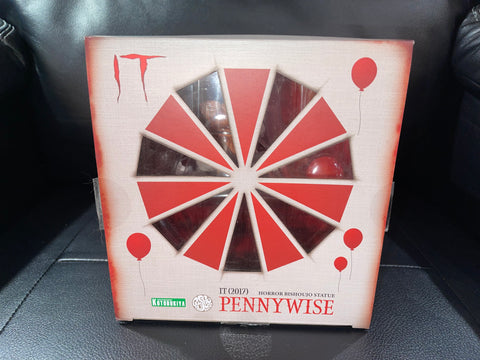 IT
IT (2017) HORROR BISHOUJO STATUE
KOTOBUKIYA
PENNYWISE